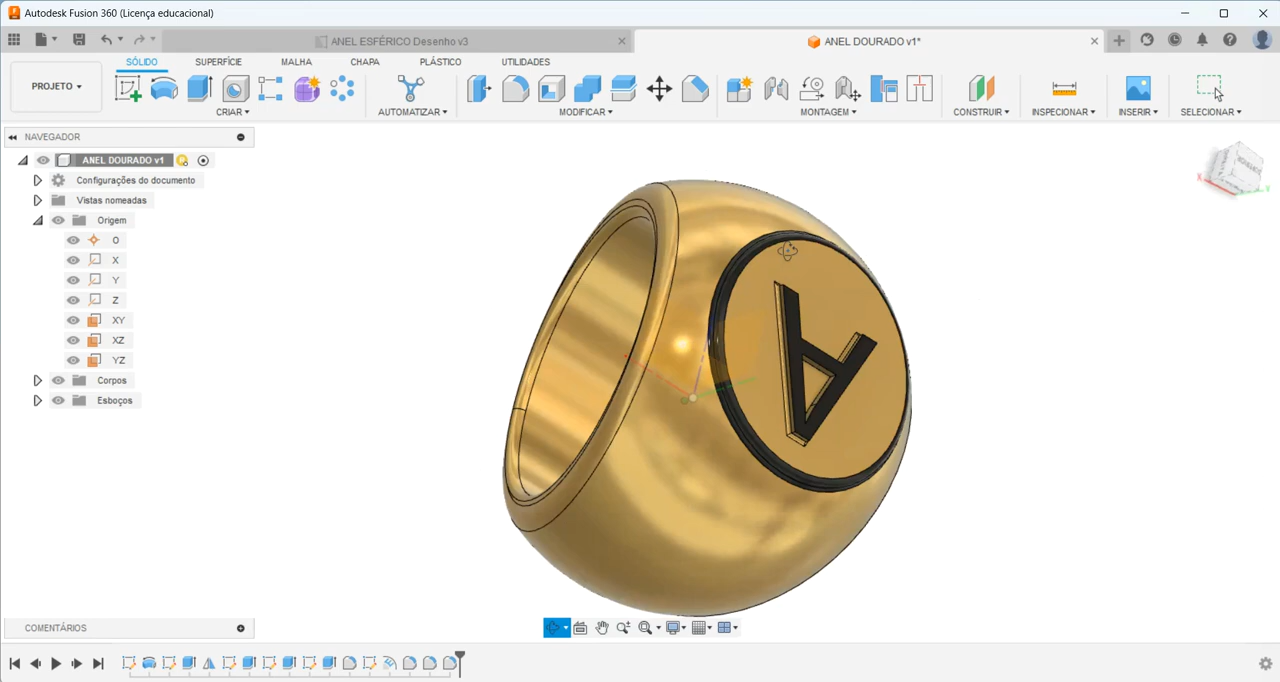 Autodesk Fusion 360 (Licença educacional)
ANEL ESFÉRICO Desenho v3
ANEL DOURADO v1*
PROJETO
SÓLIDO
SUPERFÍCIE
MALHA
CHAPA
PLÁSTICO
UTILIDADES
CRIAR
AUTOMATIZAR
MODIFICAR
MONTAGEM
CONSTRUIR
INSPECIONAR
INSERIR
SELECIONAR
NAVEGADOR
ANEL DOURADO v1
Configurações do documento
Vistas nomeadas
Origem
O
X
Y
Z
XY
XZ
YZ
Corpos
Esboços
A
X
Y
COMENTÁRIOS